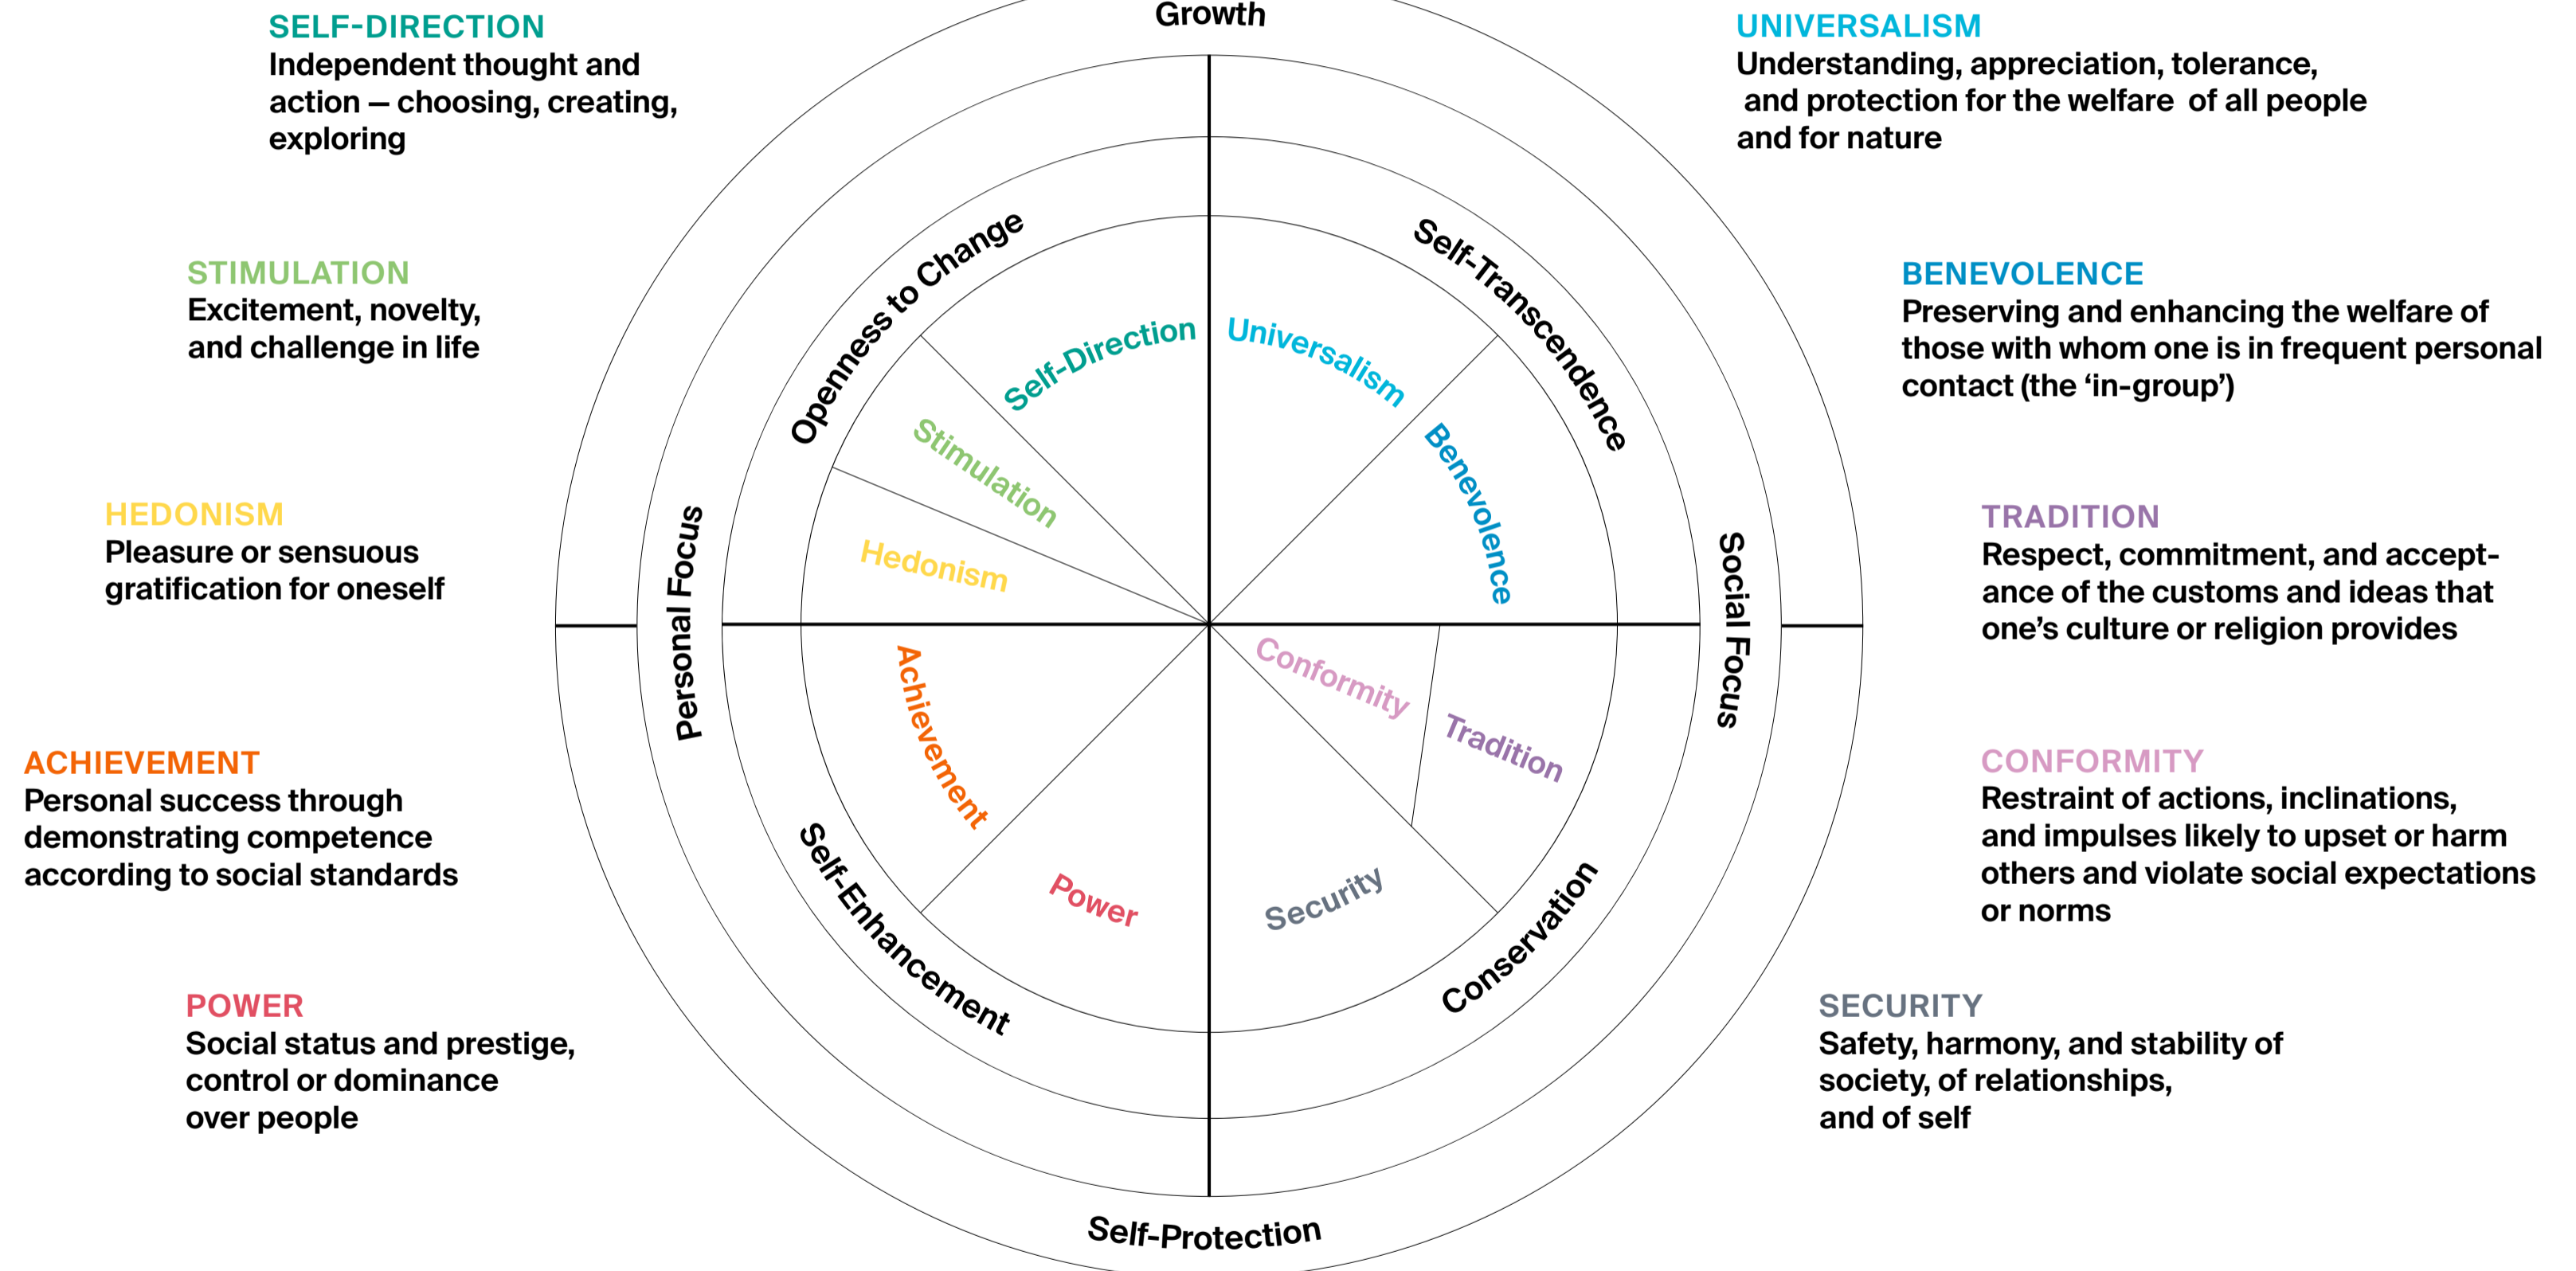 SELF-DIRECTION
Independent thought and
action – choosing, creating,
exploring
STIMULATION
Excitement, novelty,
and challenge in life
HEDONISM
Pleasure or sensuous
gratification for oneself
ACHIEVEMENT
Personal success through
demonstrating competence
according to social standards
POWER
Social status and prestige,
control or dominance
over people
Growth
Openness to Change
Self-Transcendence
Self-Direction
Universalism
Stimulation
Benevolence
Hedonism
Personal Focus
Social Focus
Achievement
Conformity
Tradition
Power
Security
Self-Enhancement
Conservation
Self-Protection
UNIVERSALISM
Understanding, appreciation, tolerance,
and protection for the welfare of all people
and for nature
BENEVOLENCE
Preserving and enhancing the welfare of
those with whom one is in frequent personal
contact (the ‘in-group’)
TRADITION
Respect, commitment, and accept-
ance of the customs and ideas that
one’s culture or religion provides
CONFORMITY
Restraint of actions, inclinations,
and impulses likely to upset or harm
others and violate social expectations
or norms
SECURITY
Safety, harmony, and stability of
society, of relationships,
and of self